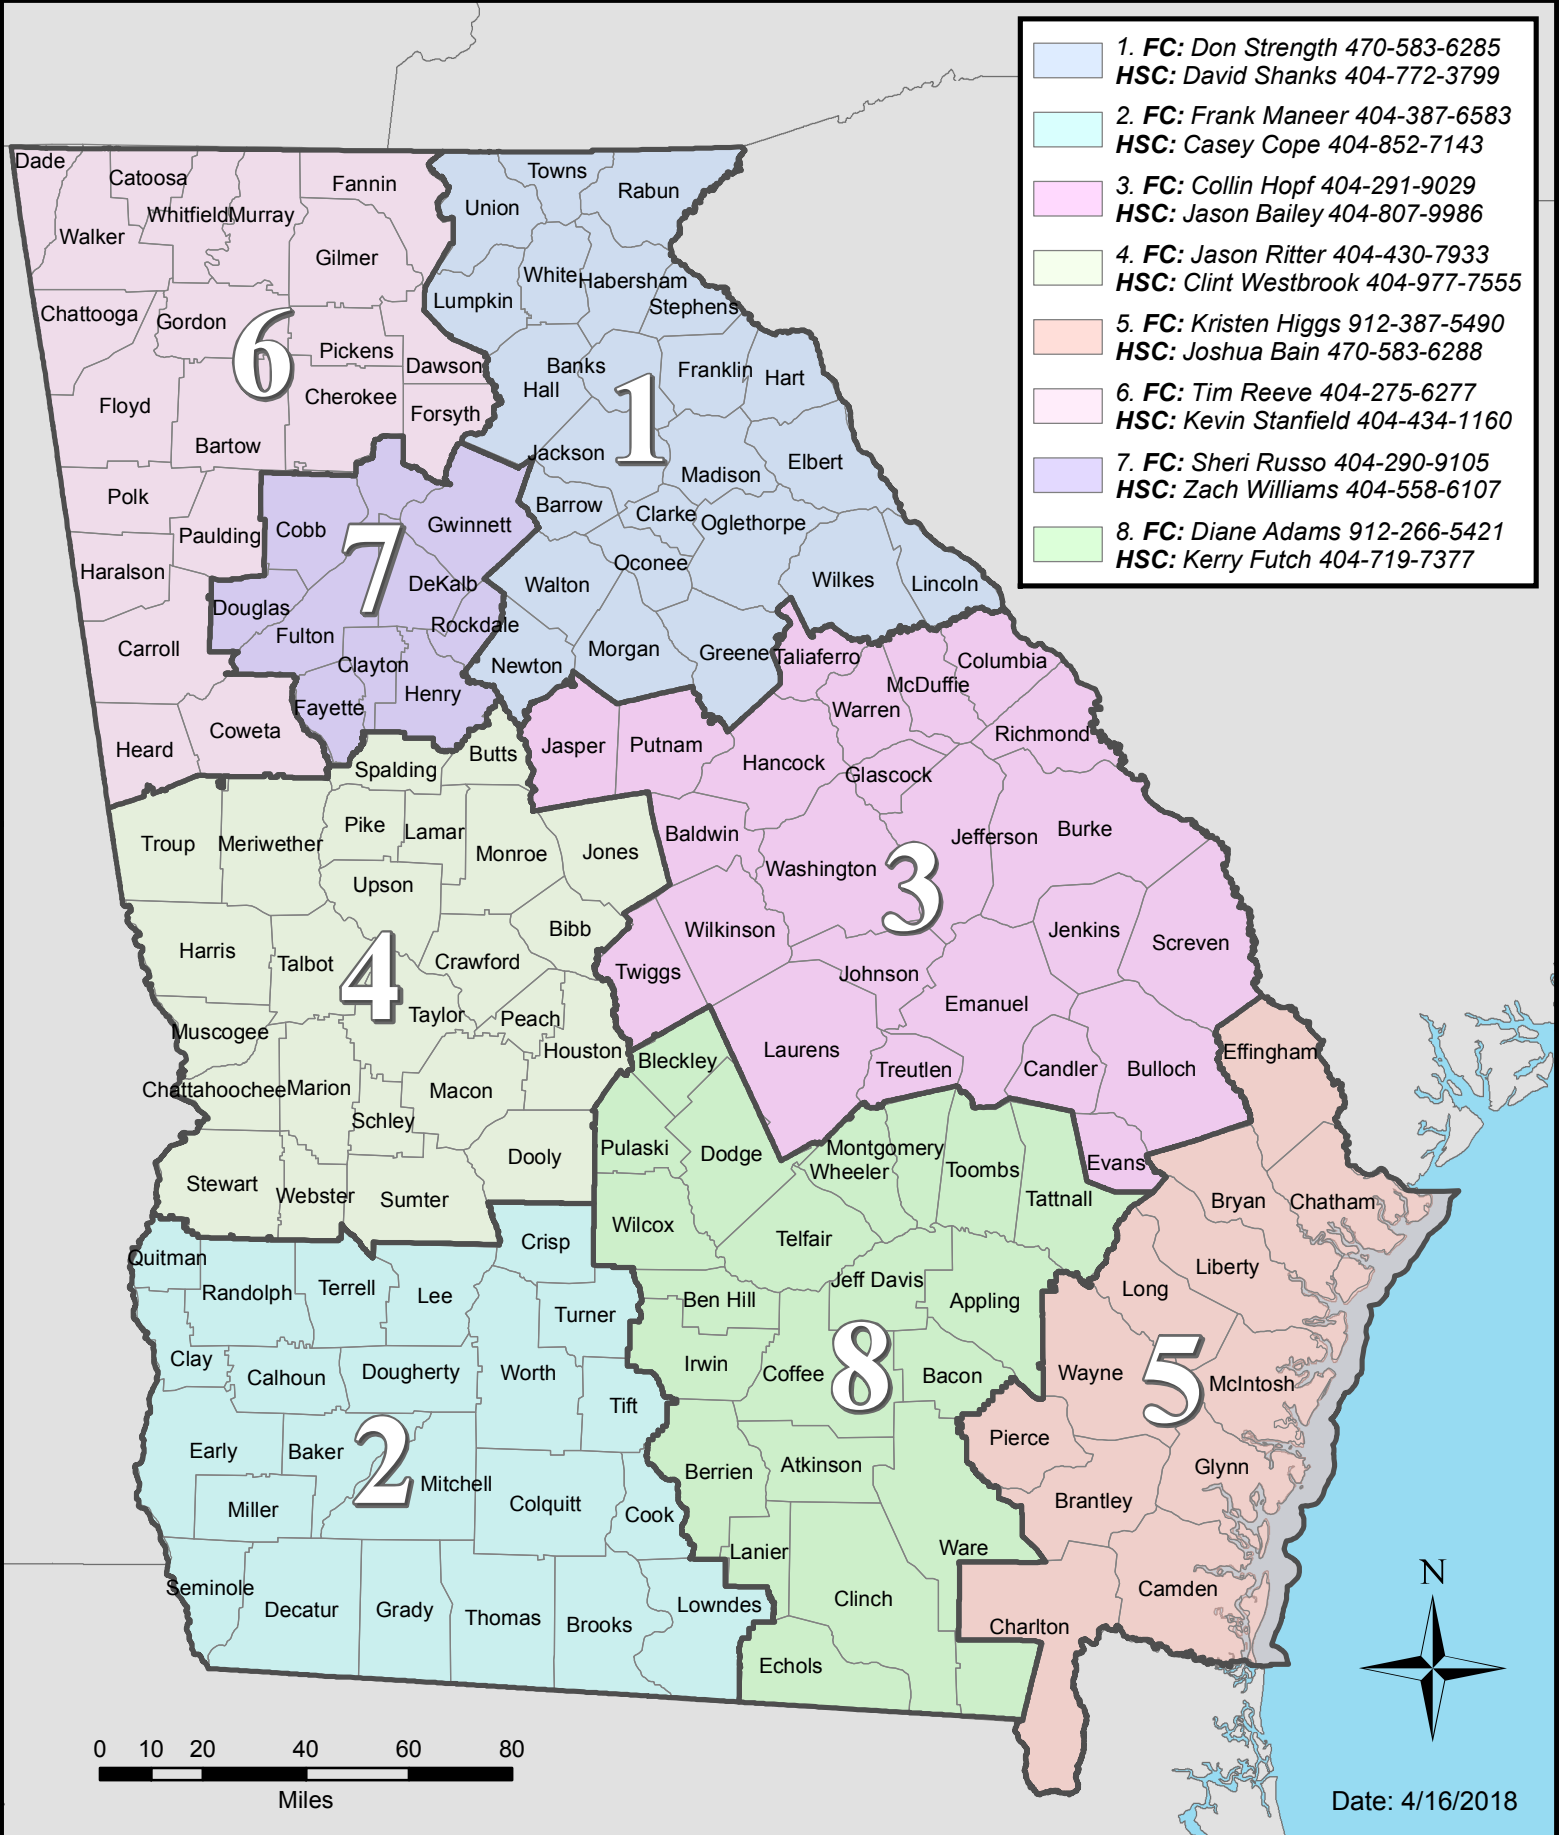 1. FC: Don Strength 470-583-6285
HSC: David Shanks 404-772-3799
2. FC: Frank Maneer 404-387-6583
HSC: Casey Cope 404-852-7143
3. FC: Collin Hopf 404-291-9029
HSC: Jason Bailey 404-807-9986
4. FC: Jason Ritter 404-430-7933
HSC: Clint Westbrook 404-977-7555
5. FC: Kristen Higgs 912-387-5490
HSC: Joshua Bain 470-583-6288
6. FC: Tim Reeve 404-275-6277
HSC: Kevin Stanfield 404-434-1160
7. FC: Sheri Russo 404-290-9105
HSC: Zach Williams 404-558-6107
8. FC: Diane Adams 912-266-5421
HSC: Kerry Futch 404-719-7377
Dade
Catoosa
Fannin
Whitfield
Murray
Walker
Gilmer
Chattooga
Gordon
6
Pickens
Dawson
Floyd
Cherokee
Forsyth
Bartow
Polk
Paulding
Haralson
Carroll
Coweta
Heard
Towns
Rabun
Union
White
Habersham
Lumpkin
Stephens
Banks
Hall
Franklin
Hart
1
Jackson
Madison
Elbert
Barrow
Clarke
Oglethorpe
Oconee
Walton
Wilkes
Lincoln
Newton
Morgan
Greene
Cobb
Gwinnett
7
DeKalb
Douglas
Rockdale
Fulton
Clayton
Henry
Fayette
Taliaferro
Columbia
McDuffie
Warren
Richmond
Jasper
Putnam
Hancock
Glascock
Baldwin
Jefferson
Burke
Washington
3
Wilkinson
Jenkins
Screven
Twiggs
Johnson
Emanuel
Laurens
Treutlen
Candler
Bulloch
Evans
Butts
Spalding
Troup
Meriwether
Pike
Lamar
Monroe
Jones
Upson
Harris
Talbot
4
Crawford
Bibb
Muscogee
Taylor
Peach
Houston
Chattahoochee
Marion
Macon
Schley
Dooly
Stewart
Webster
Sumter
Bleckley
Pulaski
Dodge
Montgomery
Wheeler
Toombs
Tattnall
Wilcox
Telfair
Jeff Davis
Ben Hill
Appling
Irwin
Coffee
8
Bacon
Berrien
Atkinson
Lanier
Ware
Clinch
Echols
Effingham
Bryan
Chatham
Liberty
Long
Wayne
5
McIntosh
Pierce
Glynn
Brantley
Camden
Charlton
Quitman
Crisp
Randolph
Terrell
Lee
Turner
Clay
Calhoun
Dougherty
Worth
Tift
Early
Baker
2
Mitchell
Miller
Colquitt
Cook
Seminole
Decatur
Grady
Thomas
Brooks
Lowndes
N
0 10 20 40 60 80
Miles
Date: 4/16/2018